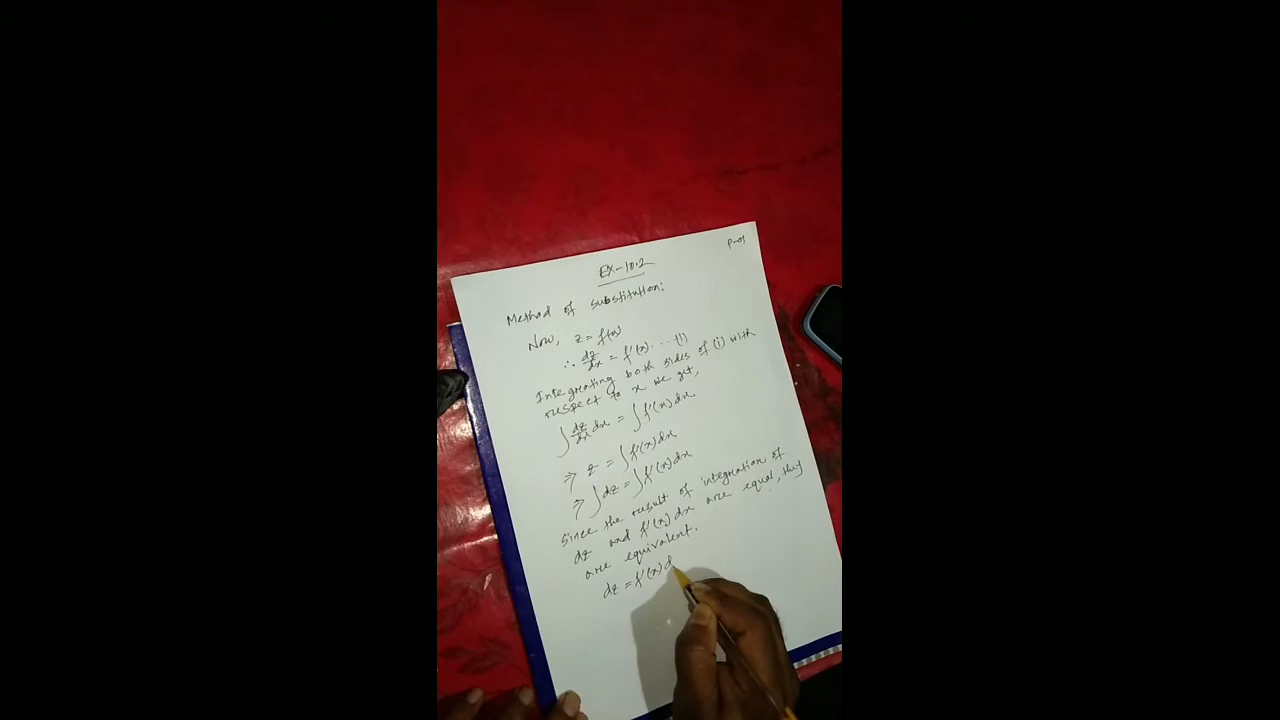 P-01
EX-10.2
Method of substitution:
Now, z = f(x)
∴ dz/dx = f'(x) ... (i)
Integrating both sides of (i) with
respect to x we get,
∫ dz/dx dx = ∫ f'(x) dx
⇒ z = ∫ f'(x) dx
⇒ ∫ dz = ∫ f'(x) dx
Since the result of integration of
dz and f'(x) dx are equal, they
are equivalent.
dz = f'(x) d